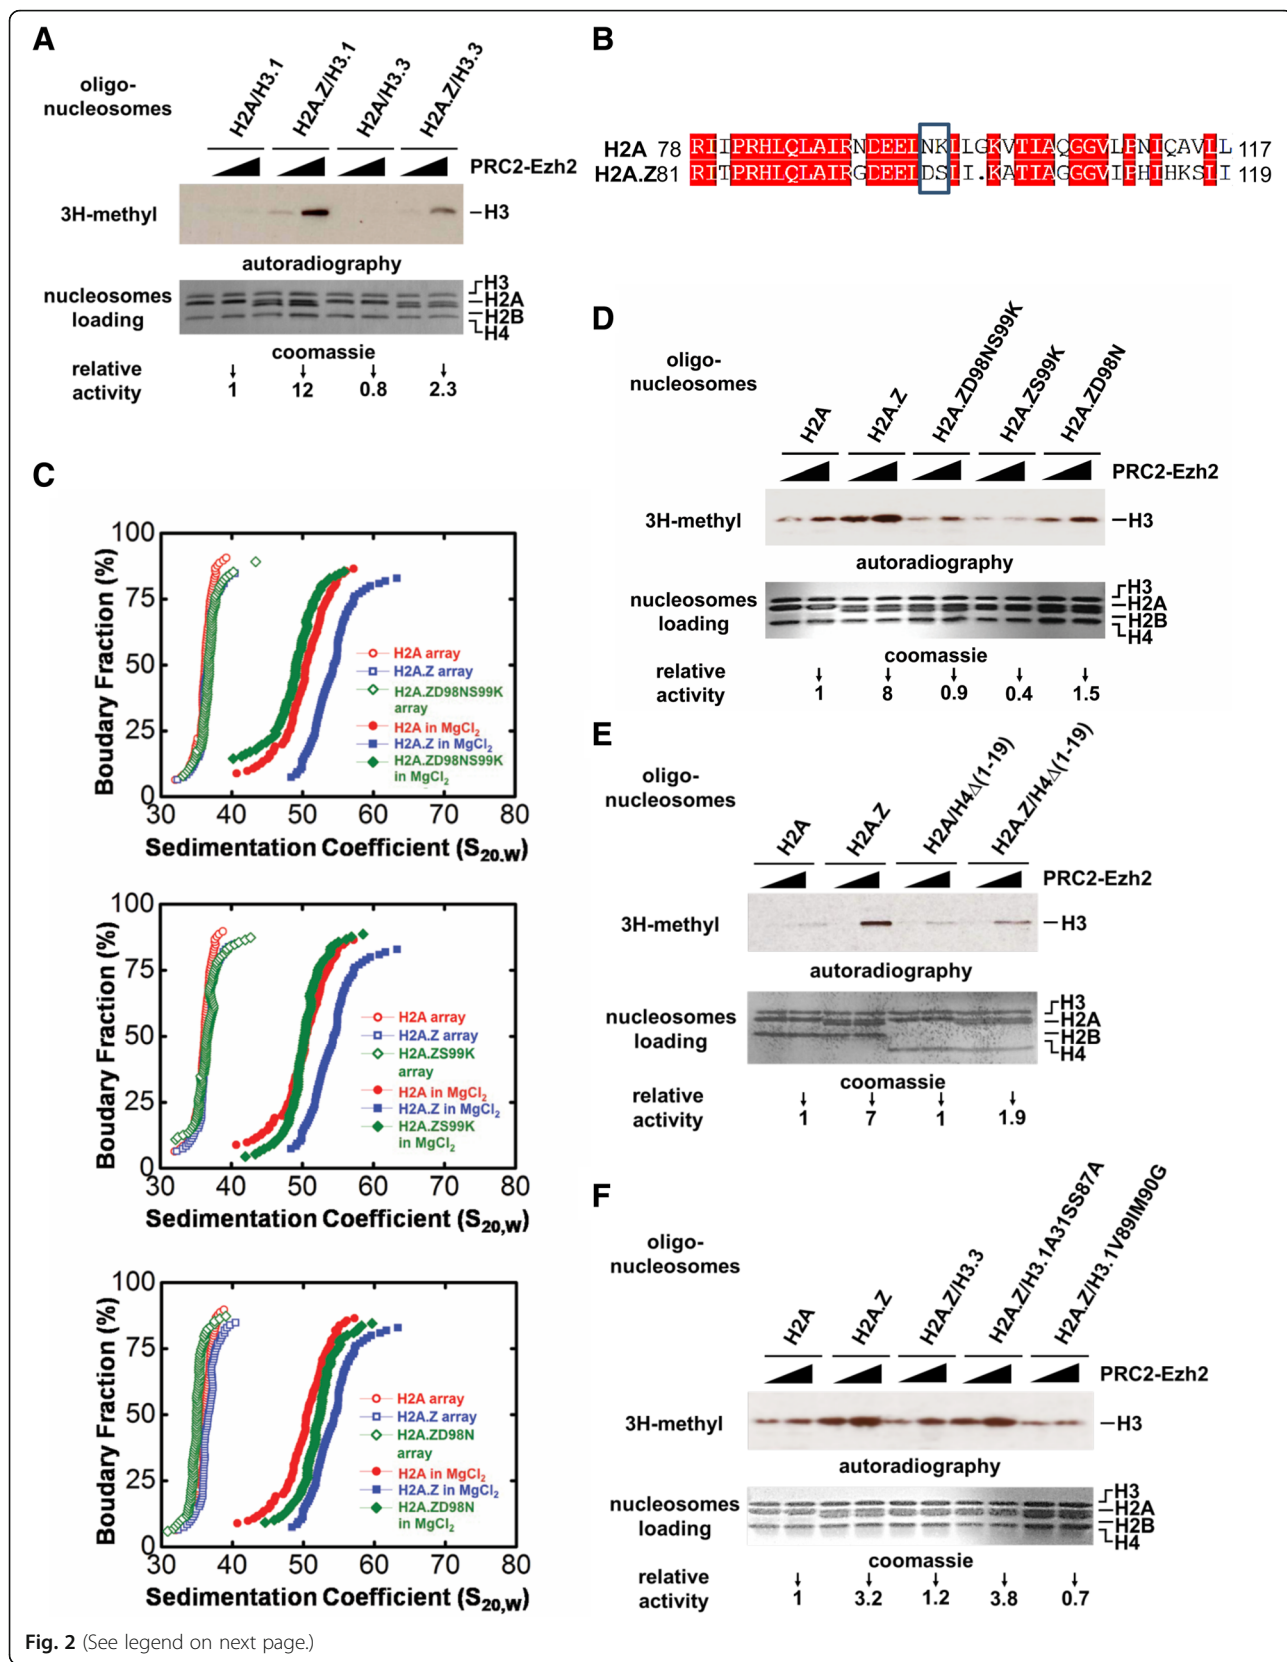 A
oligo-
nucleosomes
H2A/H3.1
H2A.Z/H3.1
H2A/H3.3
H2A.Z/H3.3
PRC2-Ezh2
3H-methyl
H3
autoradiography
nucleosomes
loading
H3
H2A
H2B
H4
coomassie
relative
activity
1 12 0.8 2.3
B
H2A 78 RIIPRHLQLAIRNDEELNKLLGKVTIAQGGVLPNIQAVLL 117
H2A.Z81 RITPRHLQLAIRGDEELDSLI.KATIAGGGVIPHIHKSLI 119
C
Boudary Fraction (%)
100
75
50
25
0
30 40 50 60 70 80
Sedimentation Coefficient (S20,W)
H2A array
H2A.Z array
H2A.ZD98NS99K
array
H2A in MgCl2
H2A.Z in MgCl2
H2A.ZD98NS99K
in MgCl2
Boudary Fraction (%)
100
75
50
25
0
30 40 50 60 70 80
Sedimentation Coefficient (S20,W)
H2A array
H2A.Z array
H2A.ZS99K
array
H2A in MgCl2
H2A.Z in MgCl2
H2A.ZS99K
in MgCl2
Boudary Fraction (%)
100
75
50
25
0
30 40 50 60 70 80
Sedimentation Coefficient (S20,W)
H2A array
H2A.Z array
H2A.ZD98N
array
H2A in MgCl2
H2A.Z in MgCl2
H2A.ZD98N
in MgCl2
D
oligo-
nucleosomes
H2A
H2A.Z
H2A.ZD98NS99K
H2A.ZS99K
H2A.ZD98N
PRC2-Ezh2
3H-methyl
H3
autoradiography
nucleosomes
loading
H3
H2A
H2B
H4
coomassie
relative
activity
1 8 0.9 0.4 1.5
E
oligo-
nucleosomes
H2A
H2A.Z
H2A/H4Δ(1-19)
H2A.Z/H4Δ(1-19)
PRC2-Ezh2
3H-methyl
H3
autoradiography
nucleosomes
loading
H3
H2A
H2B
H4
coomassie
relative
activity
1 7 1 1.9
F
oligo-
nucleosomes
H2A
H2A.Z
H2A.Z/H3.3
H2A.Z/H3.1A31SS87A
H2A.Z/H3.1V89IM90G
PRC2-Ezh2
3H-methyl
H3
autoradiography
nucleosomes
loading
H3
H2A
H2B
H4
coomassie
relative
activity
1 3.2 1.2 3.8 0.7
Fig. 2 (See legend on next page.)